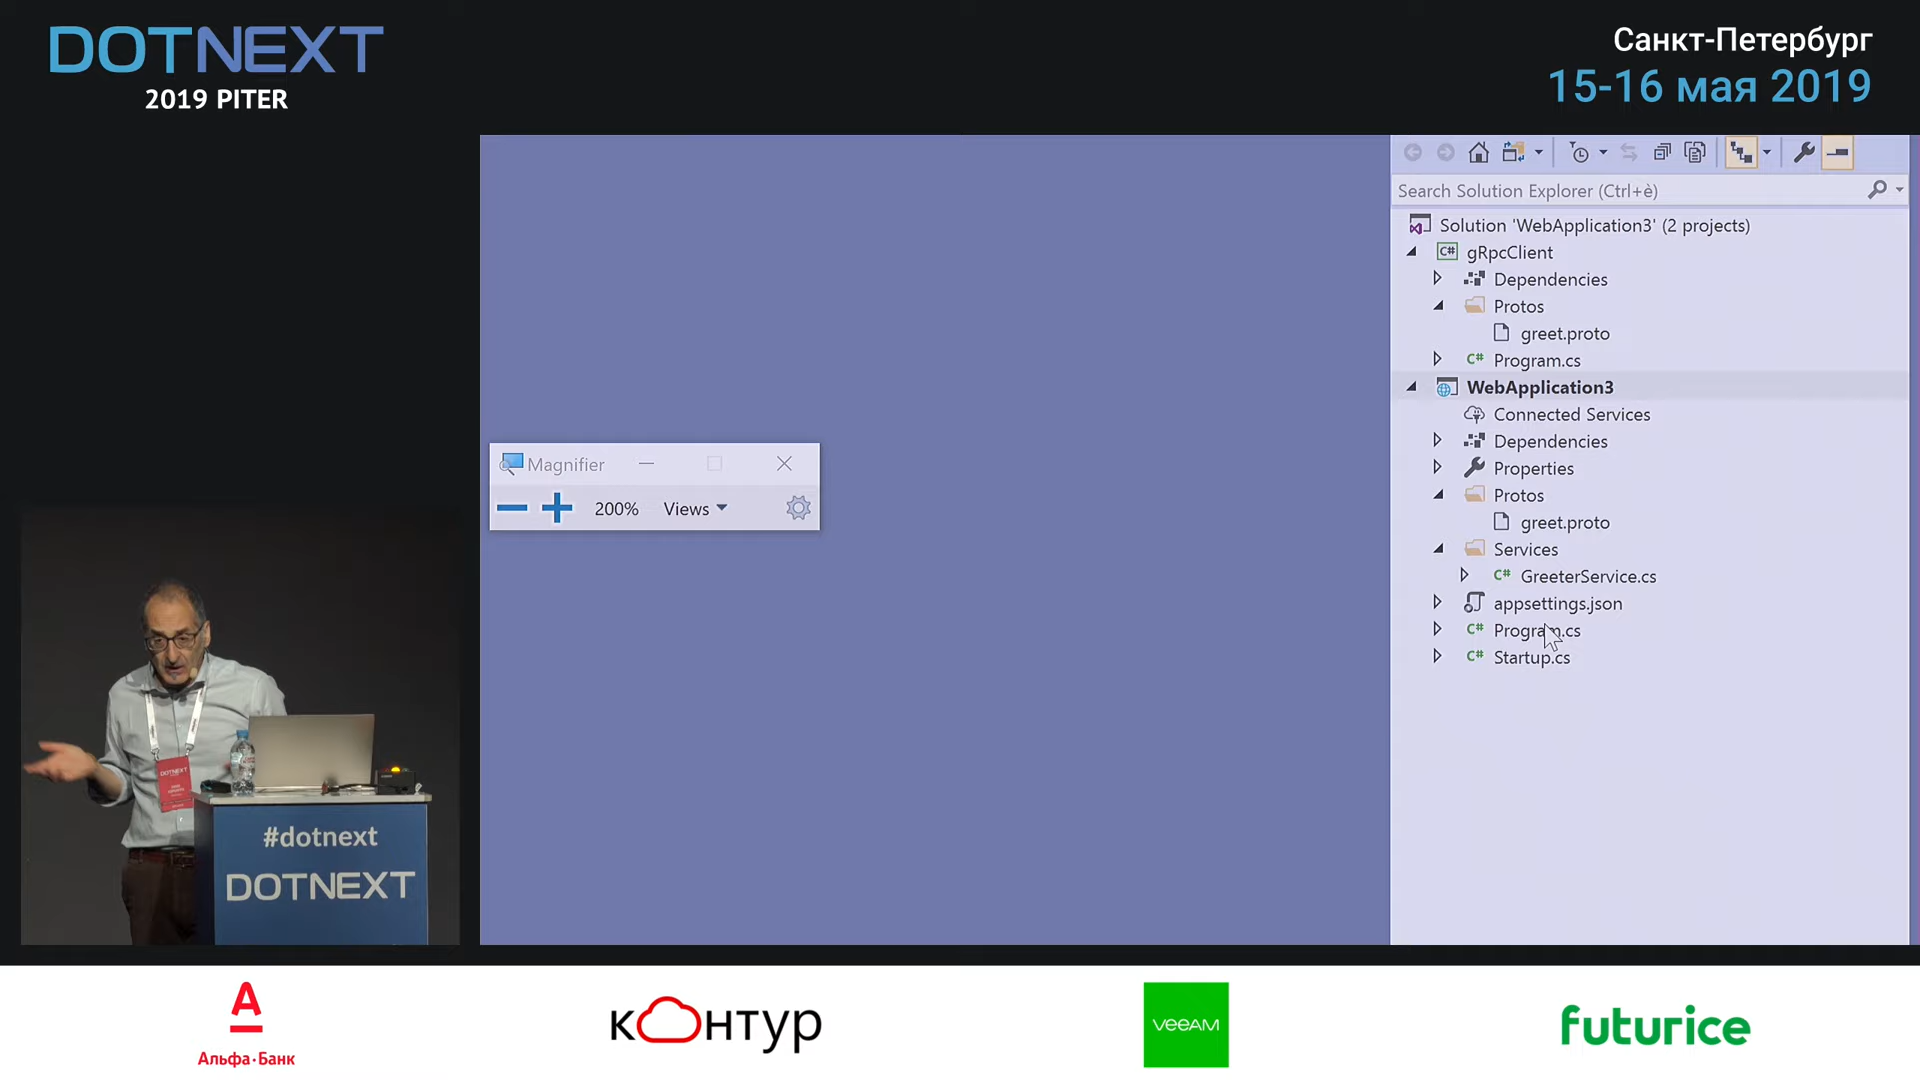 DOTNEXT
2019 PITER
Санкт-Петербург
15-16 мая 2019
Search Solution Explorer (Ctrl+è)
Solution 'WebApplication3' (2 projects)
C# gRpcClient
Dependencies
Protos
greet.proto
C# Program.cs
WebApplication3
Connected Services
Dependencies
Properties
Protos
greet.proto
Services
C# GreeterService.cs
appsettings.json
C# Program.cs
C# Startup.cs
Magnifier
200% Views
DOTNEXT
#dotnext
DOTNEXT
А
Альфа·Банк
контур
veeAM
futurice